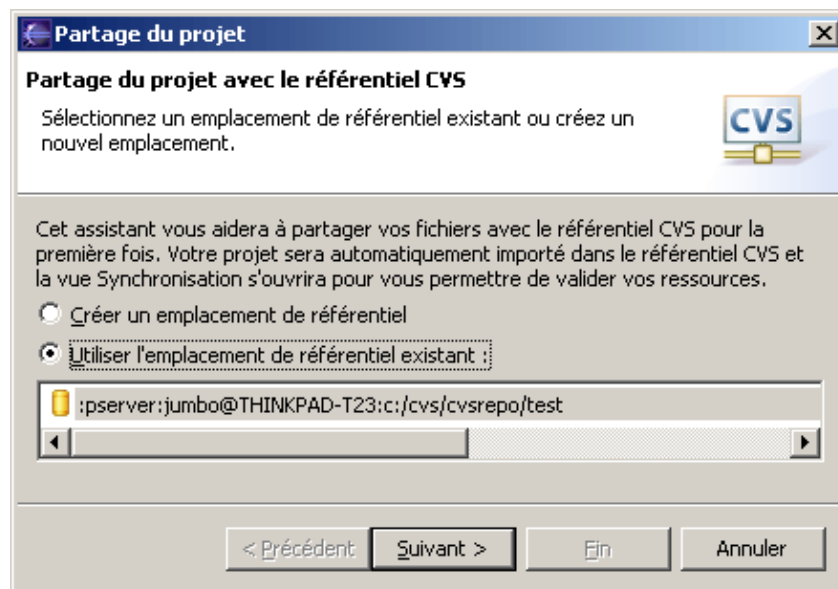 Partage du projet
Partage du projet avec le référentiel CVS
Sélectionnez un emplacement de référentiel existant ou créez un
nouvel emplacement.
CVS
Cet assistant vous aidera à partager vos fichiers avec le référentiel CVS pour la
première fois. Votre projet sera automatiquement importé dans le référentiel CVS et
la vue Synchronisation s'ouvrira pour vous permettre de valider vos ressources.
Créer un emplacement de référentiel
Utiliser l'emplacement de référentiel existant :
:pserver:jumbo@THINKPAD-T23:c:/cvs/cvsrepo/test
< Précédent Suivant > Fin Annuler